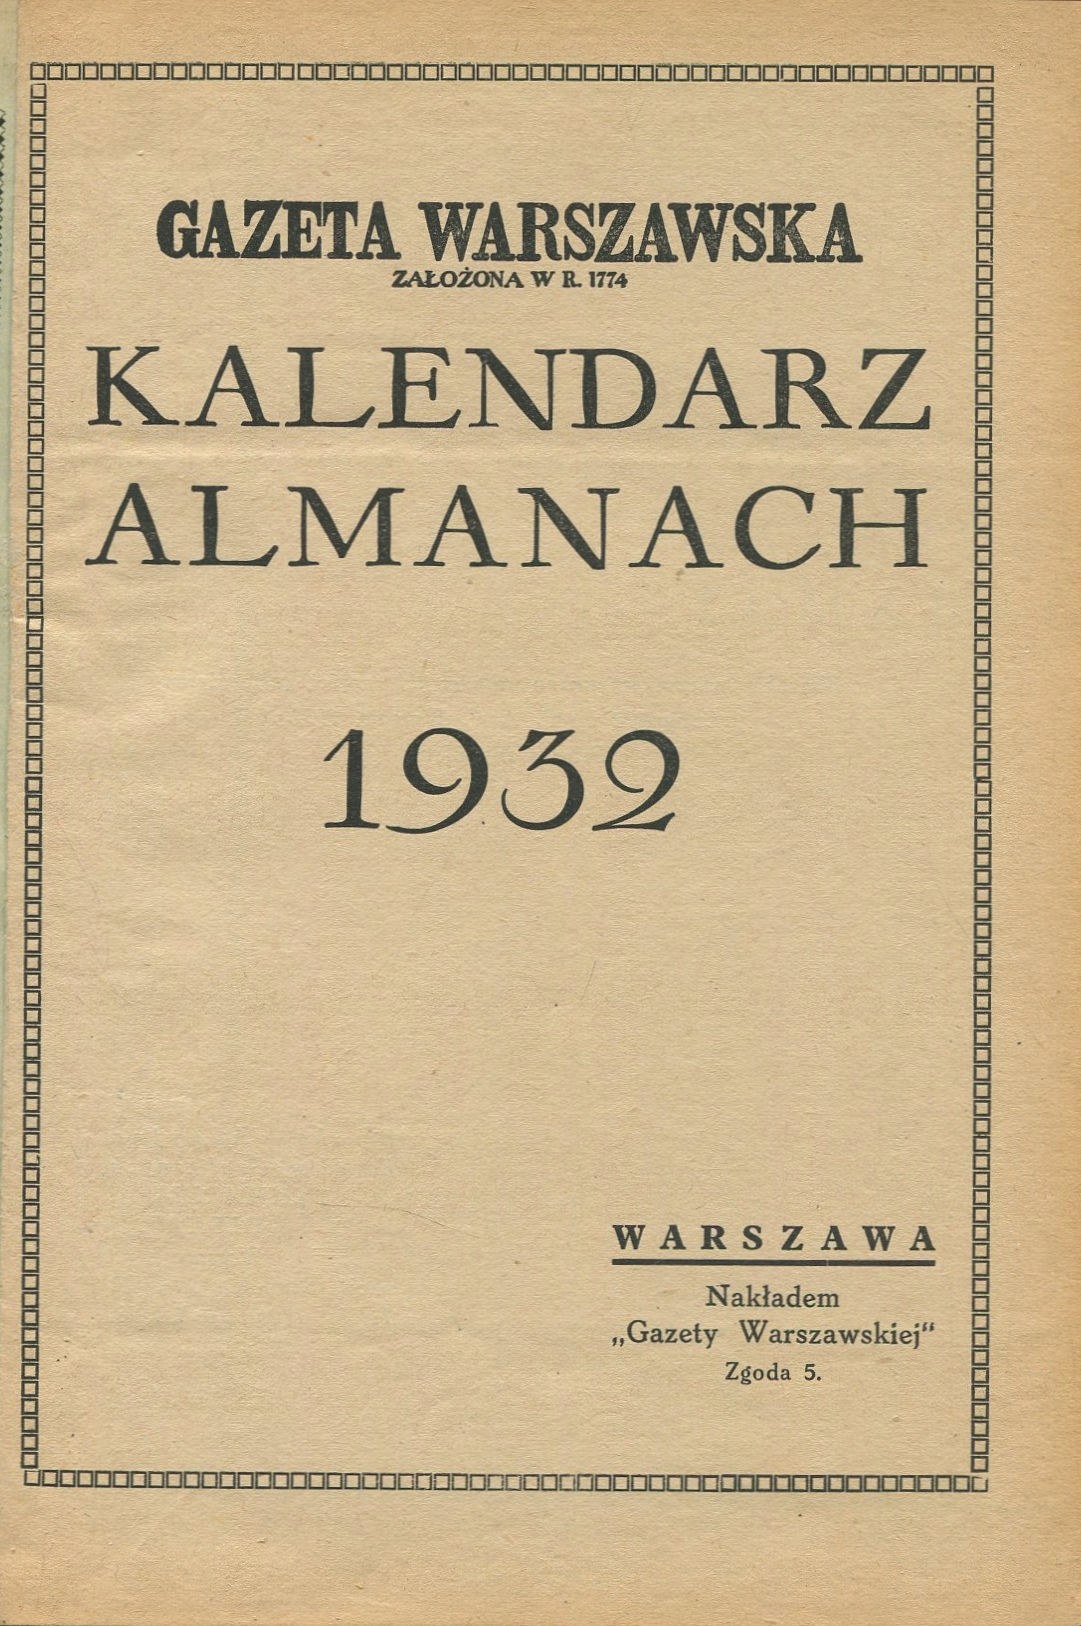 GAZETA WARSZAWSKA
ZAŁOŻONA W R. 1774
KALENDARZ
ALMANACH
1932
WARSZAWA
Nakładem
„Gazety Warszawskiej“
Zgoda 5.